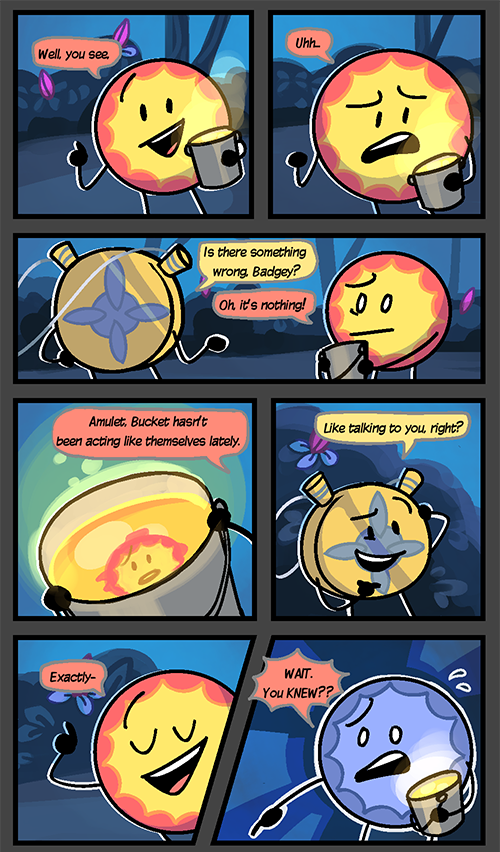 Well, you see,
Uhh...
Is there something
wrong, Badgey?
Oh, it's nothing!
Amulet, Bucket hasn't
been acting like themselves lately.
Like talking to you, right?
Exactly-
WAIT.
You KNEW??